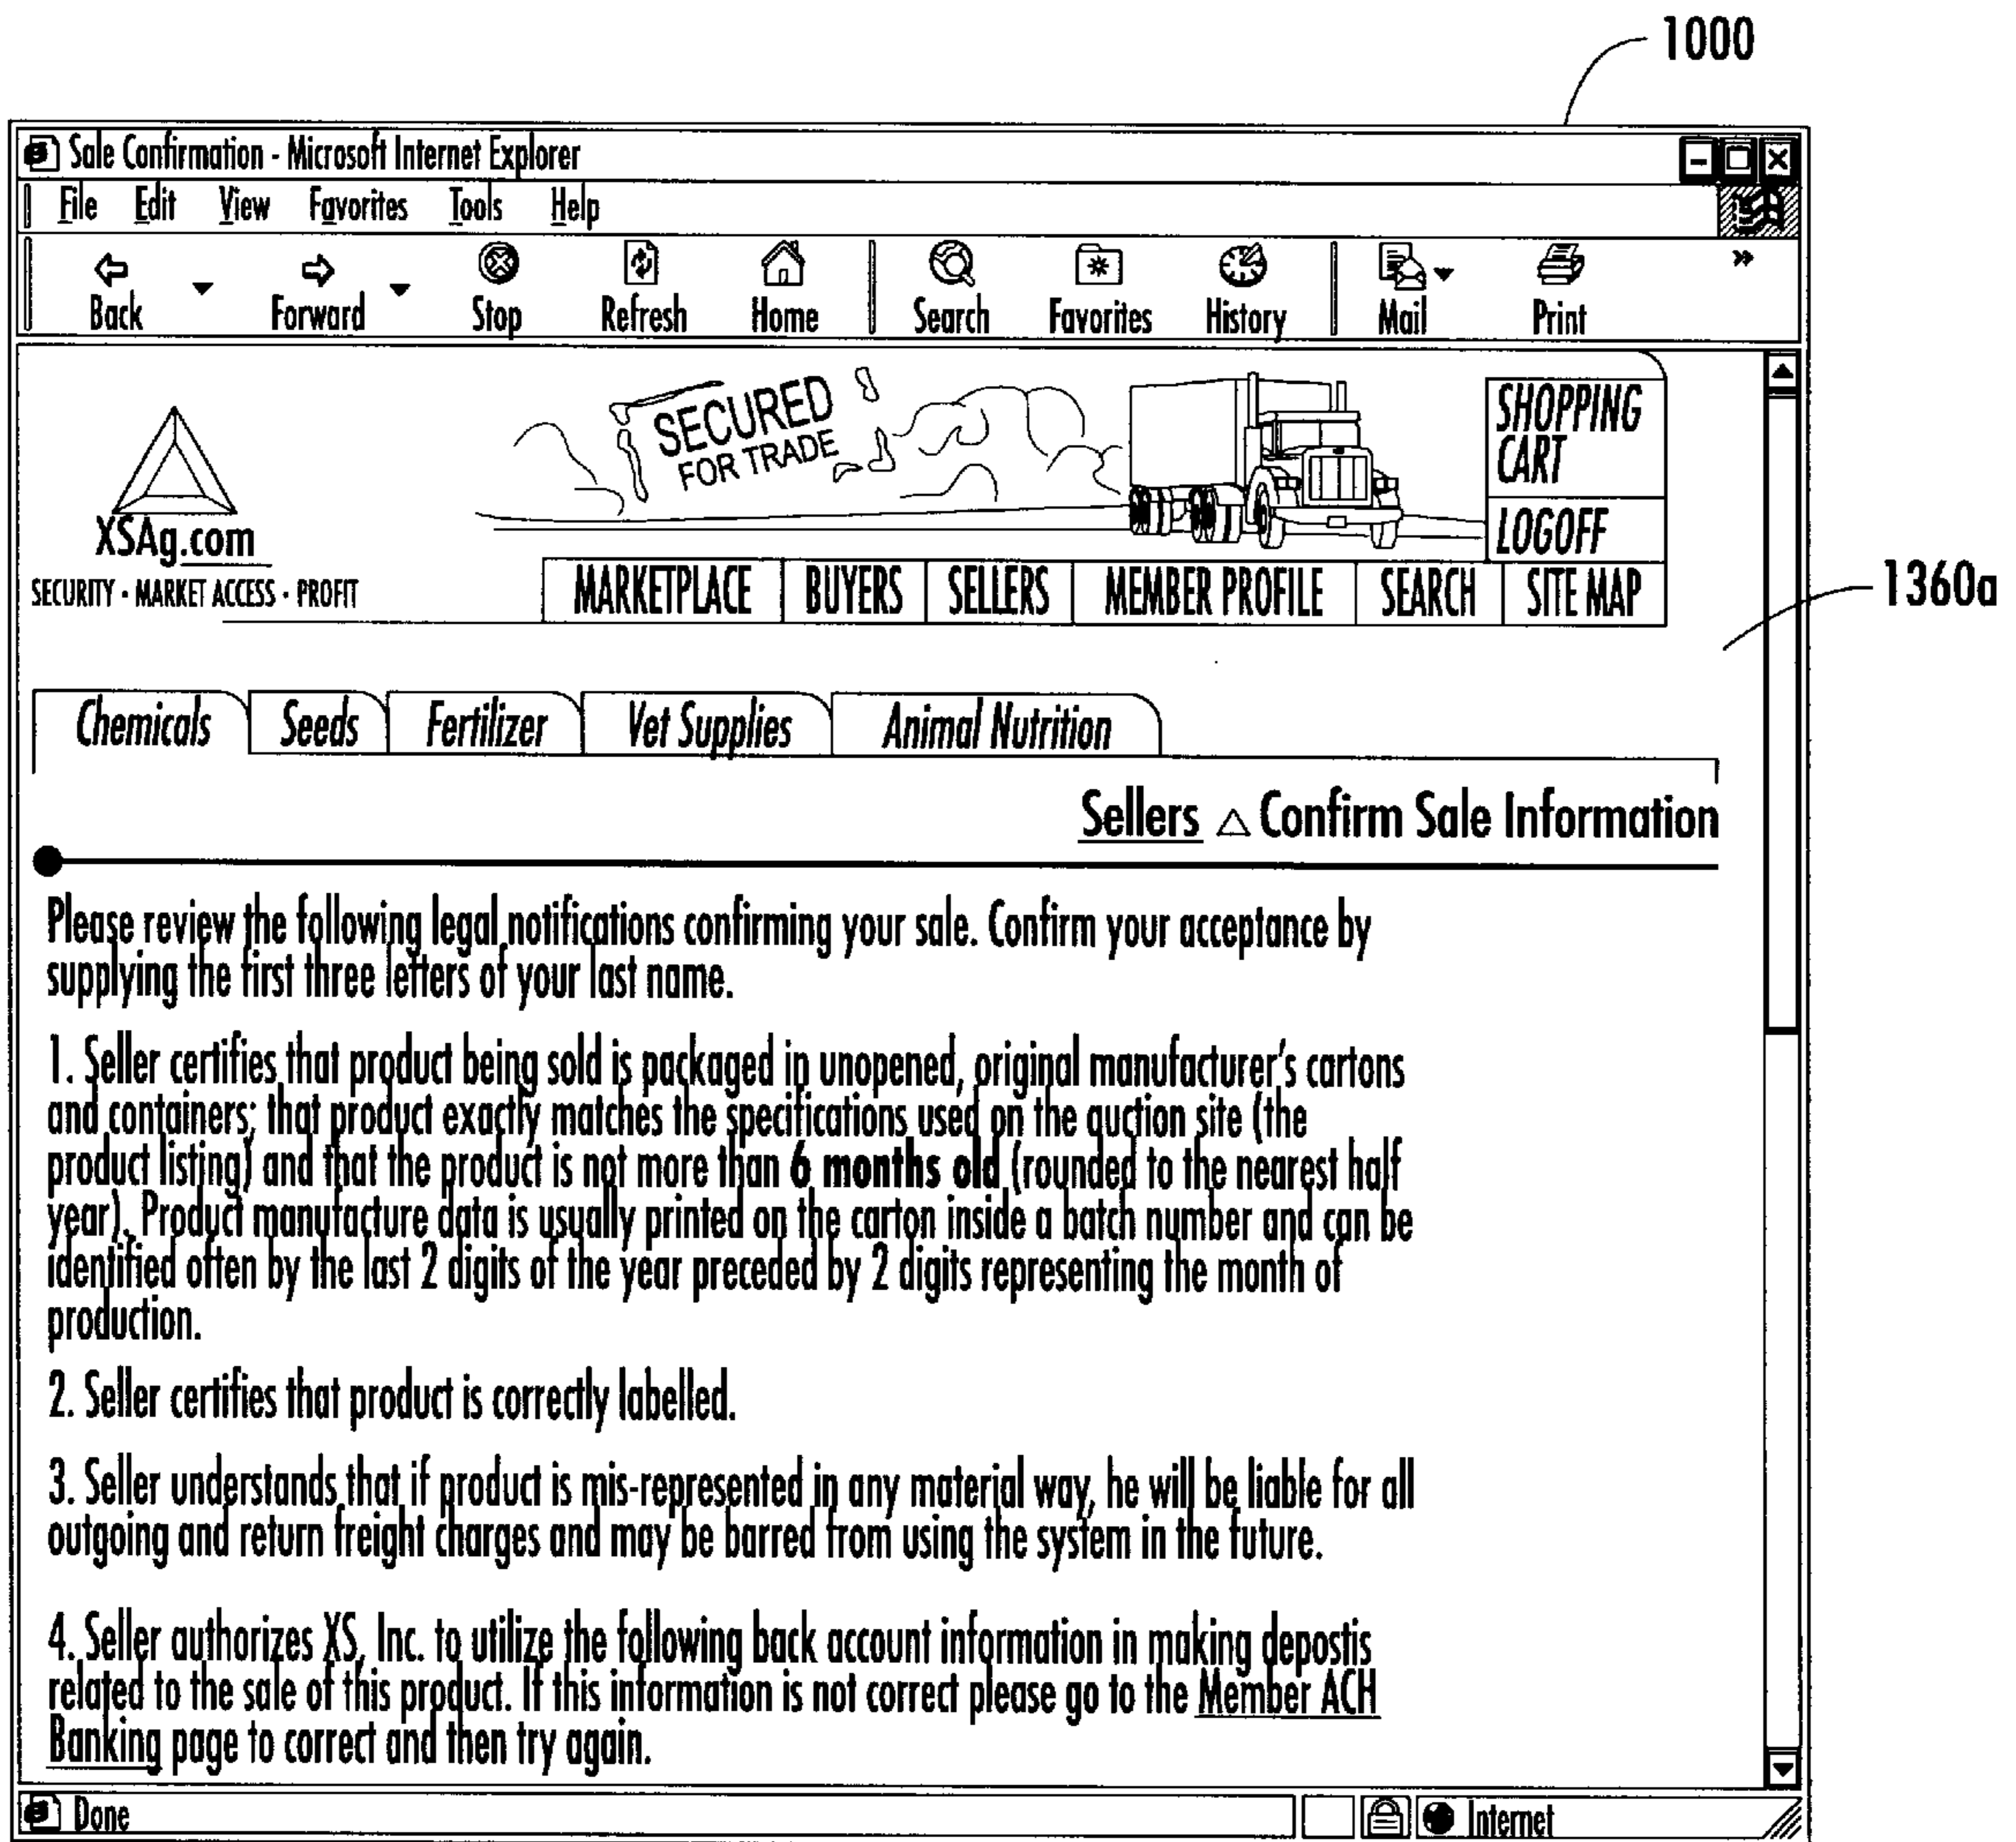 1000
Sale Confirmation - Microsoft Internet Explorer
File Edit View Favorites Tools Help
Back Forward Stop Refresh Home Search Favorites History Mail Print
SECURED
FOR TRADE
SHOPPING
CART
LOGOFF
XSAg.com
SECURITY · MARKET ACCESS · PROFIT
MARKETPLACE BUYERS SELLERS MEMBER PROFILE SEARCH SITE MAP
1360a
Chemicals Seeds Fertilizer Vet Supplies Animal Nutrition
Sellers △ Confirm Sale Information
Please review the following legal notifications confirming your sale. Confirm your acceptance by
supplying the first three letters of your last name.
1. Seller certifies that product being sold is packaged in unopened, original manufacturer's cartons
and containers; that product exactly matches the specifications used on the auction site (the
product listing) and that the product is not more than 6 months old (rounded to the nearest half
year). Product manufacture data is usually printed on the carton inside a batch number and can be
identified often by the last 2 digits of the year preceded by 2 digits representing the month of
production.
2. Seller certifies that product is correctly labelled.
3. Seller understands that if product is mis-represented in any material way, he will be liable for all
outgoing and return freight charges and may be barred from using the system in the future.
4. Seller authorizes XS, Inc. to utilize the following back account information in making depostis
related to the sale of this product. If this information is not correct please go to the Member ACH
Banking page to correct and then try again.
Done Internet